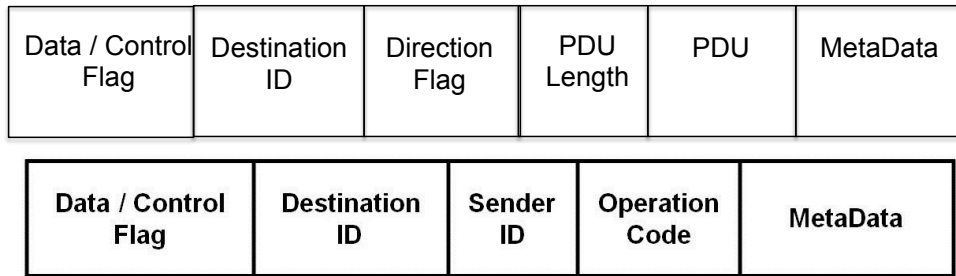 Data / Control Destination Direction PDU PDU MetaData
Flag ID Flag Length
Data / Control Destination Sender Operation MetaData
Flag ID ID Code